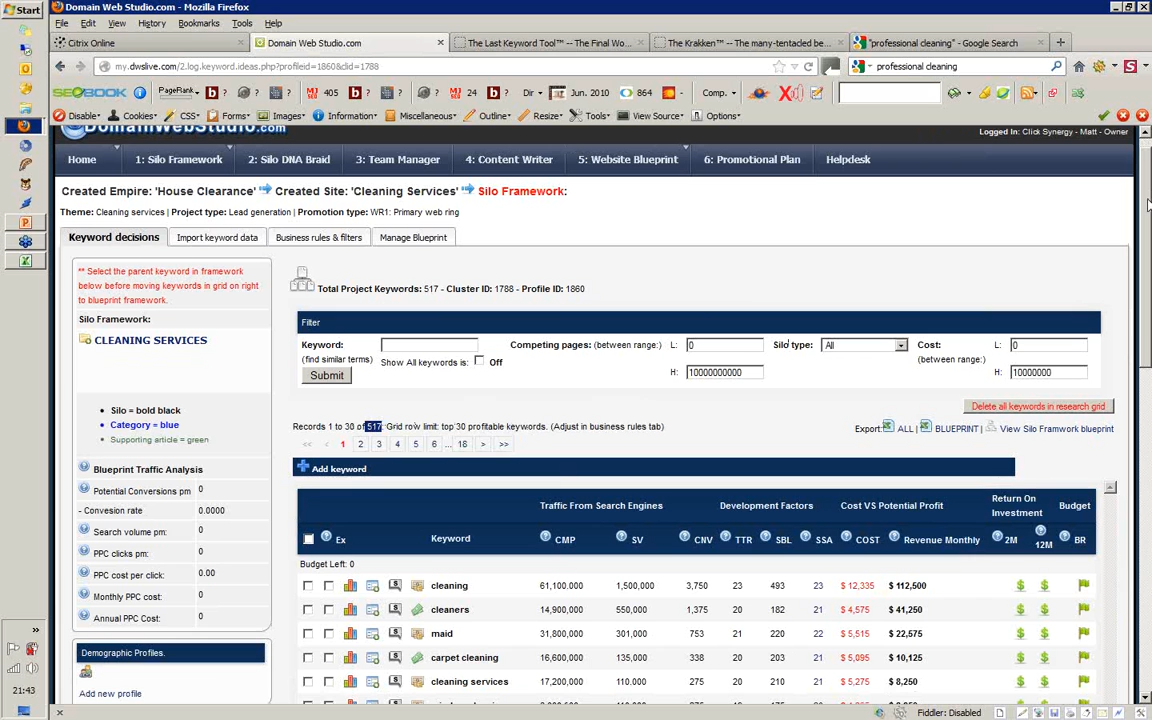 Start
Domain Web Studio.com - Mozilla Firefox
File Edit View History Bookmarks Tools Help
Citrix Online
Domain Web Studio.com
The Last Keyword Tool™ -- The Final Wo...
The Krakken™ -- The many-tentacled be...
"professional cleaning" - Google Search
my.dwslive.com/2.log.keyword.ideas.php?profileid=1860&clid=1788
professional cleaning
SEOBOOK PageRank 405 24 Dir Jun. 2010 864 Comp.
Disable CSS Forms Images Information Miscellaneous Outline Resize Tools View Source Options
DomainWebStudio.com
Logged In: Click Synergy - Matt - Owner
Home 1: Silo Framework 2: Silo DNA Braid 3: Team Manager 4: Content Writer 5: Website Blueprint 6: Promotional Plan Helpdesk
Created Empire: 'House Clearance' Created Site: 'Cleaning Services' Silo Framework:
Theme: Cleaning services | Project type: Lead generation | Promotion type: WR1: Primary web ring
Keyword decisions Import keyword data Business rules & filters Manage Blueprint
** Select the parent keyword in framework
below before moving keywords in grid on right
to blueprint framework.
Silo Framework:
CLEANING SERVICES
Silo = bold black
Category = blue
Supporting article = green
Blueprint Traffic Analysis
Potential Conversions pm 0
- Convesion rate 0.0000
Search volume pm: 0
PPC clicks pm: 0
PPC cost per click: 0.00
Monthly PPC cost: 0
Annual PPC Cost: 0
Demographic Profiles.
Add new profile
Total Project Keywords: 517 - Cluster ID: 1788 - Profile ID: 1860
Filter
Keyword: Competing pages: (between range:) L: 0 Silo type: All Cost: L: 0
(find similar terms) Show All keywords is: Off (between range:)
Submit H: 10000000000 H: 10000000
Delete all keywords in research grid
Records 1 to 30 of 517 Grid row limit: top 30 profitable keywords. (Adjust in business rules tab)
Export: ALL | BLUEPRINT | View Silo Framwork blueprint
<< < 1 2 3 4 5 6 ... 18 > >>
Add keyword
Traffic From Search Engines Development Factors Cost VS Potential Profit Return On Investment Budget
Ex Keyword CMP SV CNV TTR SBL SSA COST Revenue Monthly 2M 12M BR
Budget Left: 0
cleaning 61,100,000 1,500,000 3,750 23 493 23 $ 12,335 $ 112,500 $ $
cleaners 14,900,000 550,000 1,375 20 182 21 $ 4,575 $ 41,250 $ $
maid 31,800,000 301,000 753 21 220 22 $ 5,515 $ 22,575 $ $
carpet cleaning 16,600,000 135,000 338 20 203 21 $ 5,095 $ 10,125 $ $
cleaning services 17,200,000 110,000 275 20 210 21 $ 5,275 $ 8,250 $ $
21:43
Fiddler: Disabled